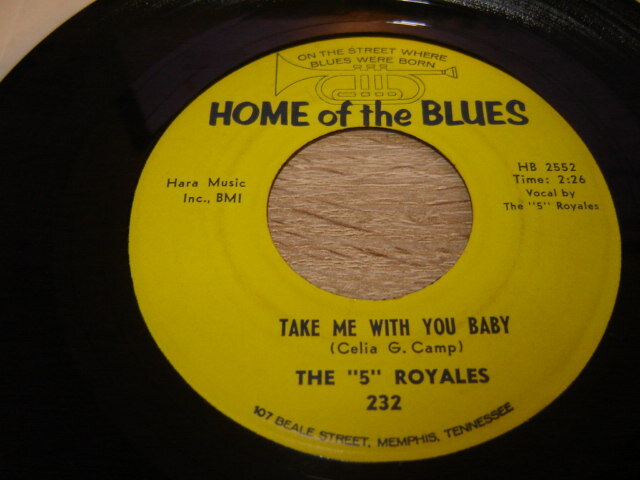 ON THE STREET WHERE
BLUES WERE BORN
HOME of the BLUES
Hara Music
Inc., BMI
HB 2552
Time: 2:26
Vocal by
The "5" Royales
TAKE ME WITH YOU BABY
(Celia G. Camp)
THE "5" ROYALES
232
107 BEALE STREET, MEMPHIS, TENNESSEE